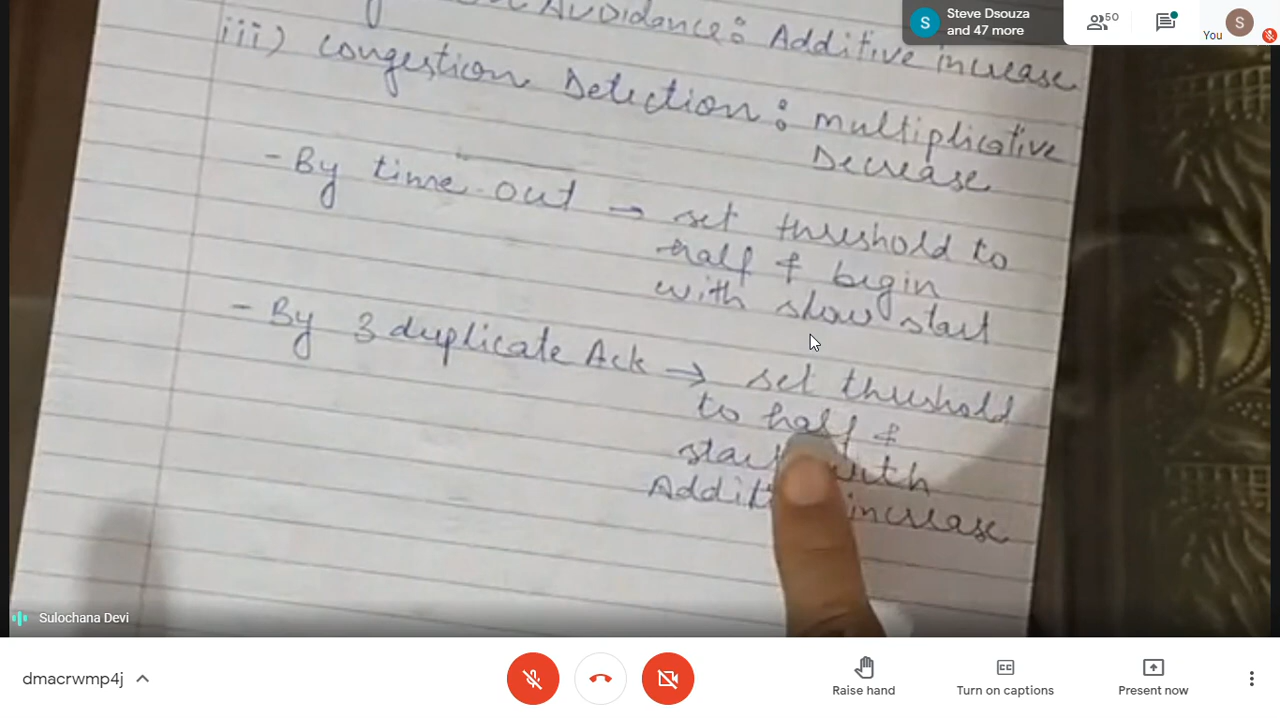 Steve Dsouza
and 47 more
50
You
S
S
Avoidance: Additive increase
iii) Congestion Detection: Multiplicative
Decrease
- By time-out → set threshold to
half & begin
with slow start
- By 3 duplicate Ack → set threshold
to half &
start with
increase
Sulochana Devi
dmacrwmp4j
Raise hand
Turn on captions
Present now